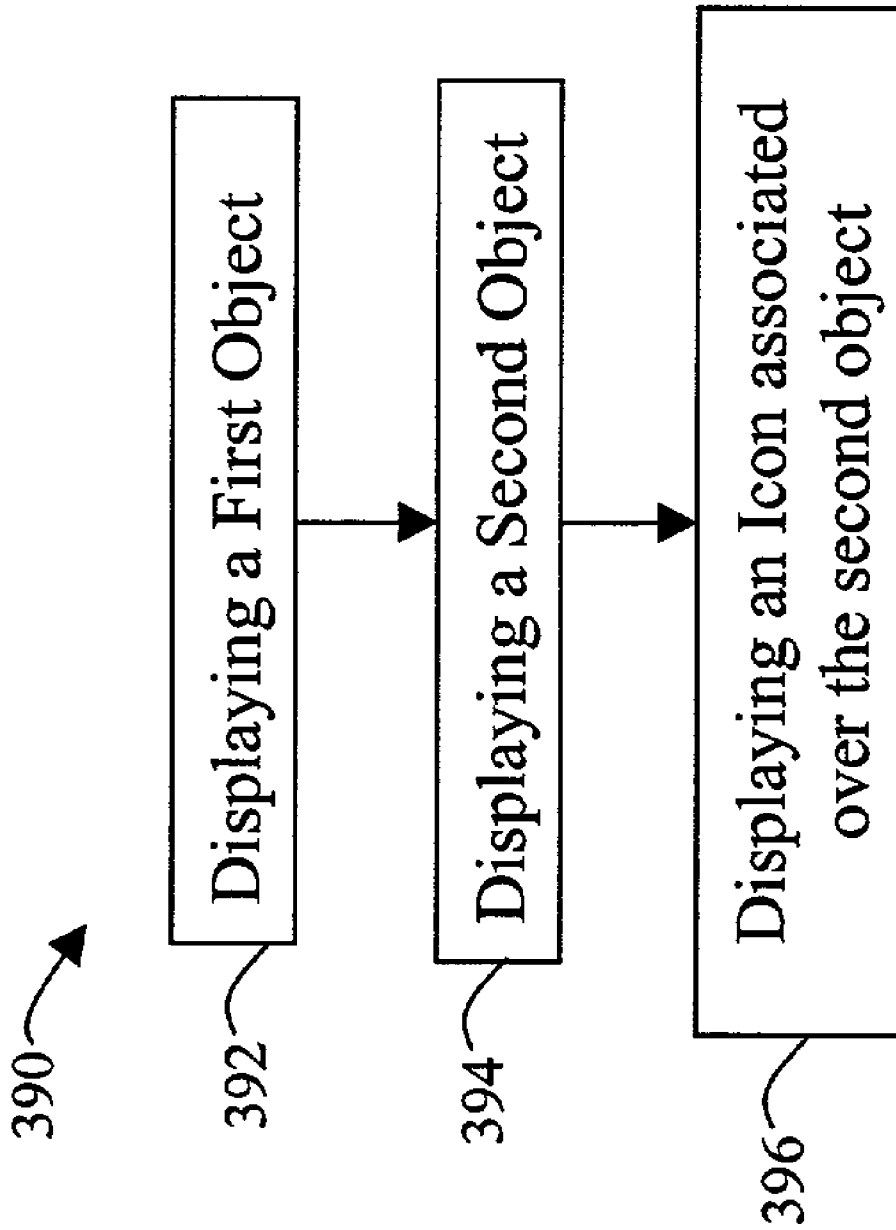 390
392
Displaying a First Object
394
Displaying a Second Object
396
Displaying an Icon associated
over the second object